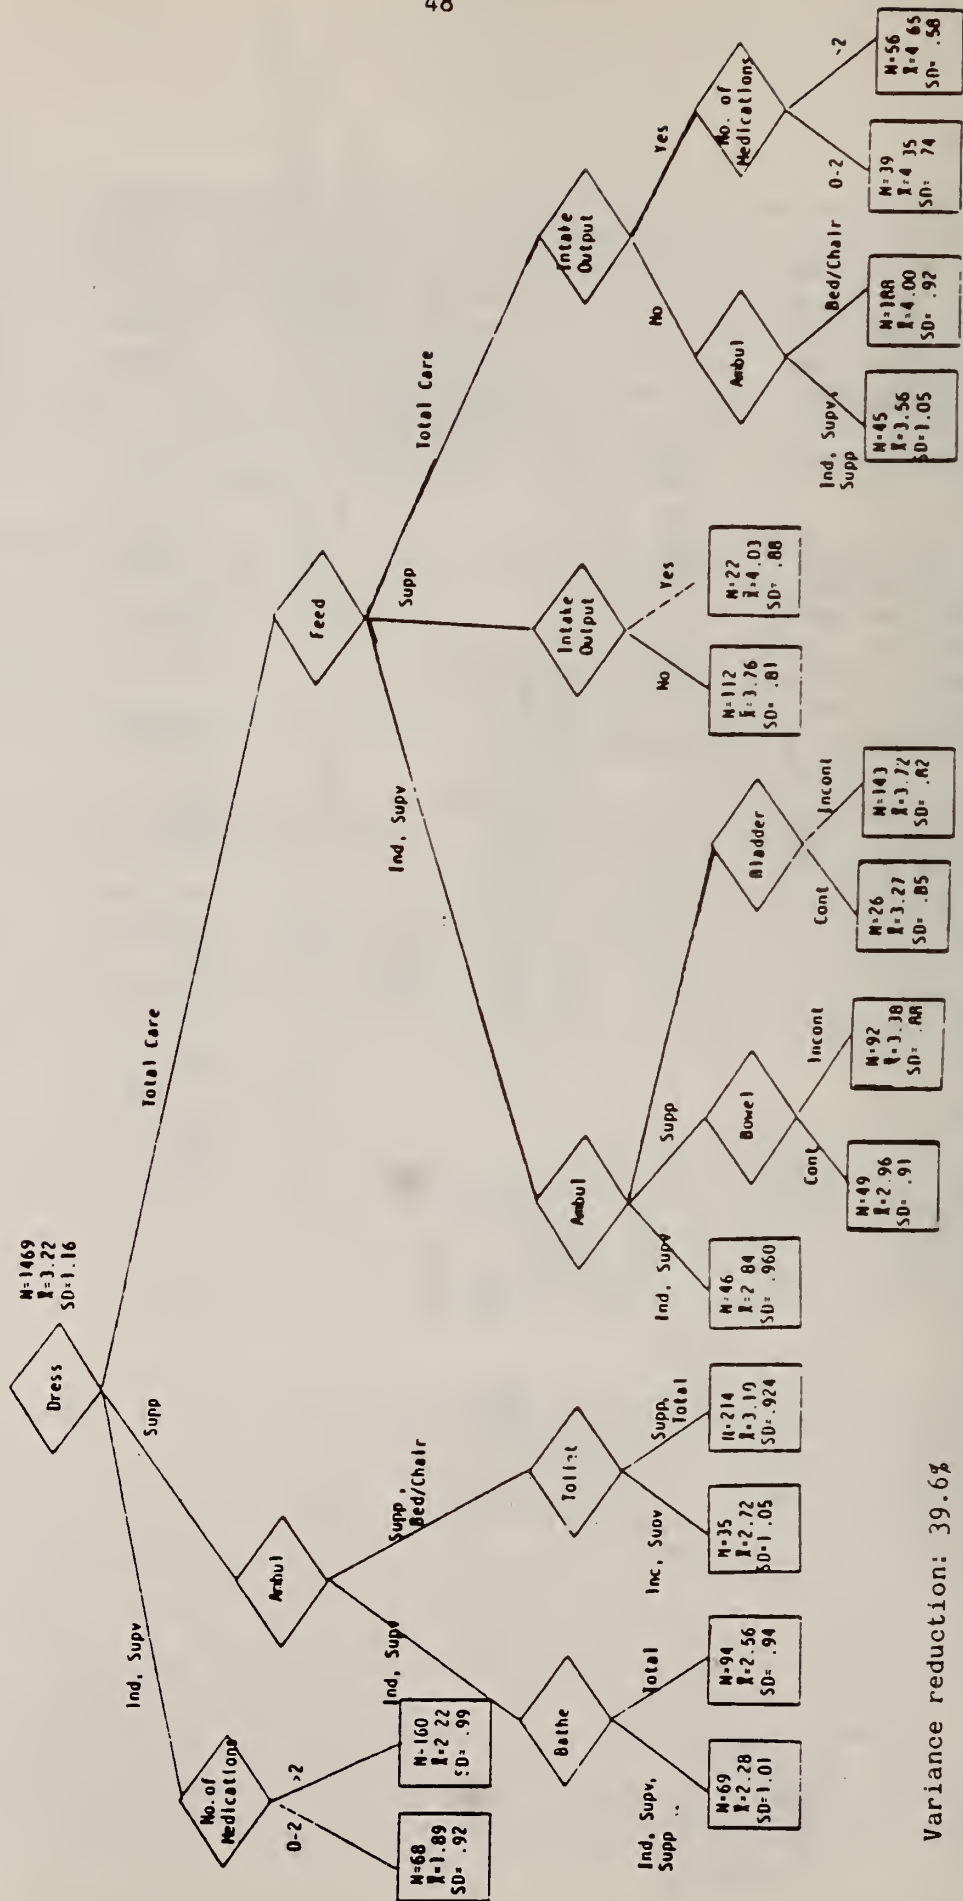 48
N=1469
X̄=3.22
SD=1.16
Dress
Ind, Supv
Supp
Total Care
No. of
Medications
0-2
>2
N=68
X̄=1.89
SD= .92
N=160
X̄=2 22
SD= .99
Ambul
Ind, Supv
Supp,
Bed/Chair
Bathe
Ind, Supv,
Supp
Total
N=69
X̄=2.28
SD=1.01
N=94
X̄=2.56
SD= .94
Toilet
Inc, Supv
Supp,
Total
N=35
X̄=2.72
SD=1.05
N=214
X̄=3.10
SD=.924
Feed
Ind, Supv
Supp
Total Care
Ambul
Ind, Supv
Supp
N=46
X̄=2 84
SD= .960
Bowel
Cont
Incont
N=49
X̄=2.96
SD= .91
N=92
X̄=3.38
SD= .88
Bladder
Cont
Incont
N=26
X̄=3.27
SD= .85
N=143
X̄=3.72
SD= .82
Intake
Output
No
Yes
N=112
X̄=3.76
SD= .81
N=22
X̄=4.03
SD= .88
Intake
Output
No
Yes
Ambul
Ind, Supv,
Supp
Bed/Chair
N=45
X̄=3.56
SD=1.05
N=188
X̄=4.00
SD= .92
No. of
Medications
0-2
N=39
X̄=4 35
SD= 74
N=56
X̄=4 65
SD= .58
Variance reduction: 39.6%